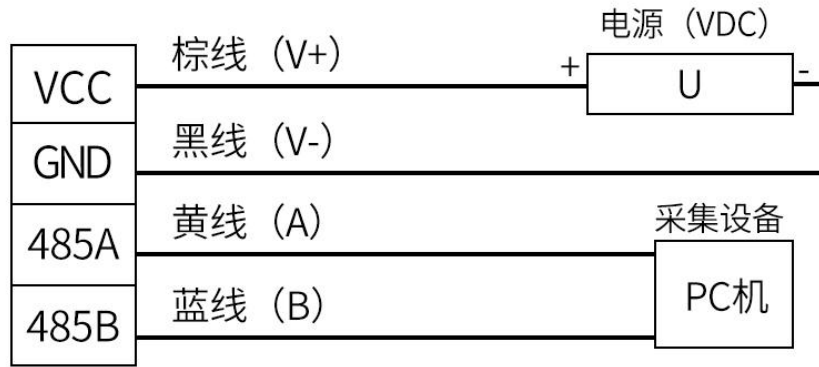 电源（VDC）
棕线（V+）
VCC
+
U
-
黑线（V-）
GND
黄线（A）
采集设备
485A
PC机
蓝线（B）
485B